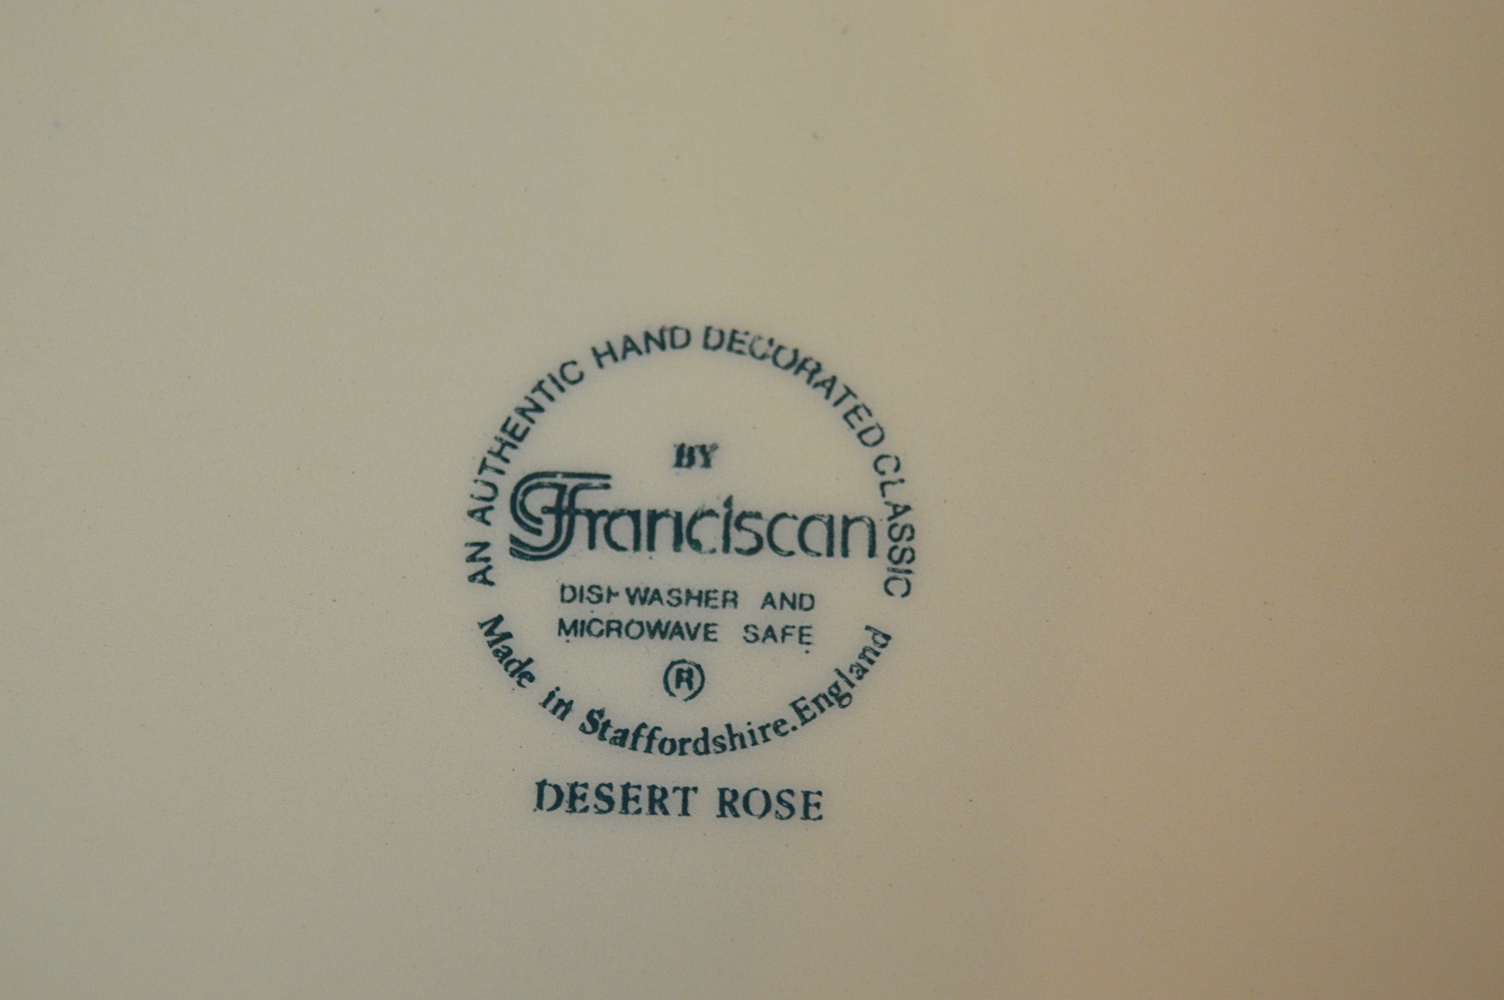 AN AUTHENTIC HAND DECORATED CLASSIC
BY
Franciscan
DISHWASHER AND
MICROWAVE SAFE
®
Made in Staffordshire.England
DESERT ROSE